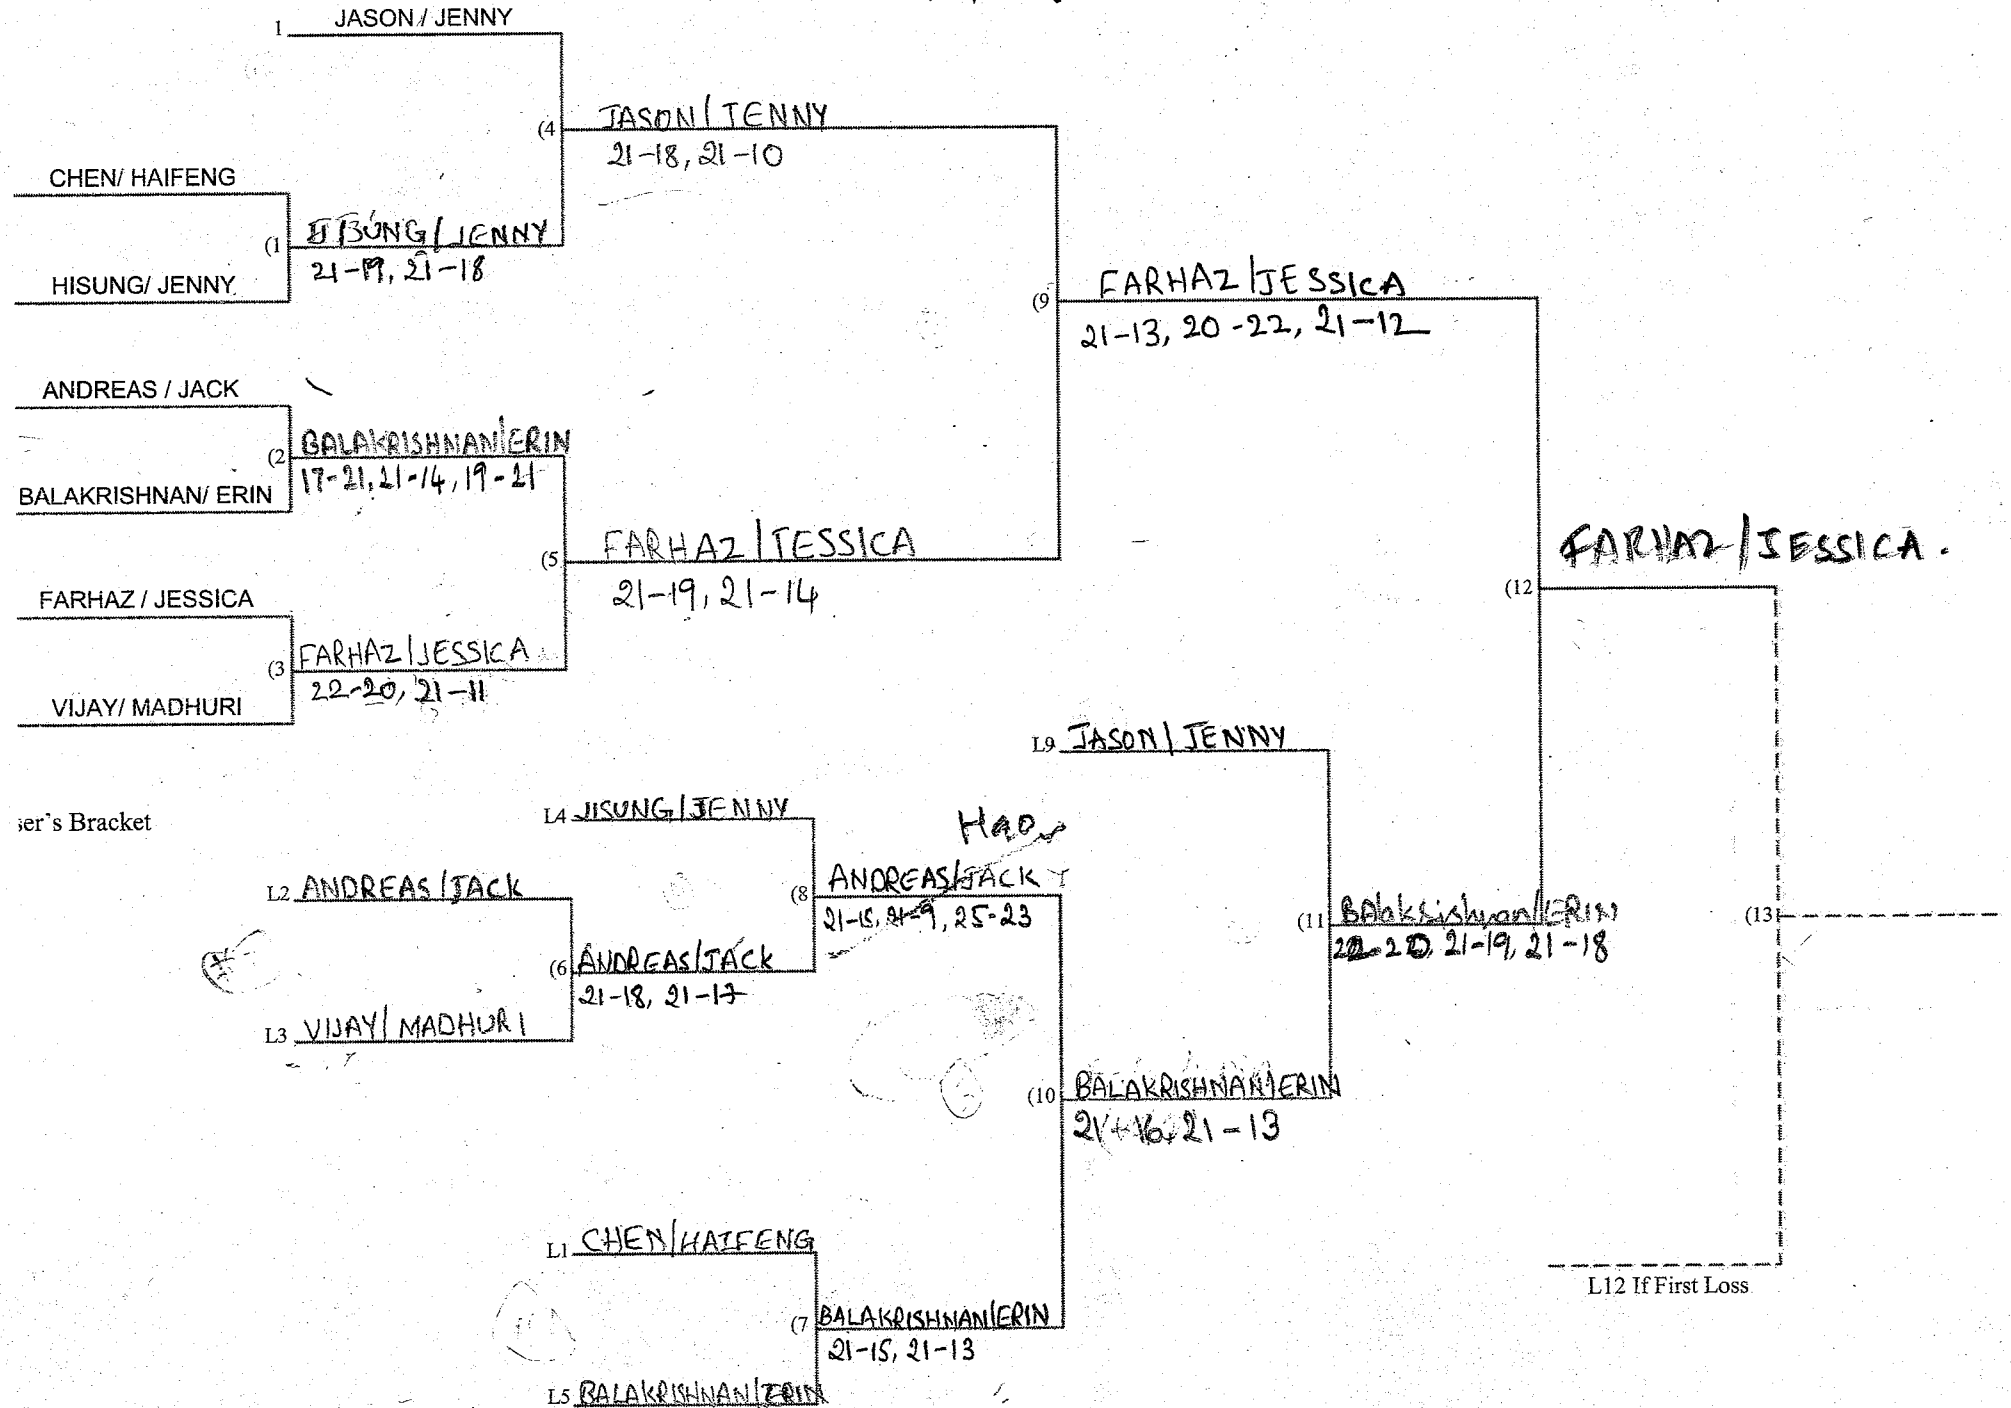 1 JASON / JENNY
(4 JASON / JENNY
21-18, 21-10
CHEN/ HAIFENG
(1 /JENNY
21-19, 21-18
HISUNG/ JENNY
(9 FARHAZ / JESSICA
21-13, 20-22, 21-12
ANDREAS / JACK
(2 BALAKRISHNAN/ERIN
17-21, 21-14, 19-21
BALAKRISHNAN/ ERIN
(5 FARHAZ / JESSICA
21-19, 21-14
(12 FARHAZ / JESSICA.
FARHAZ / JESSICA
(3 FARHAZ / JESSICA
22-20, 21-11
VIJAY/ MADHURI
L9 JASON / JENNY
ser's Bracket
L4 JISUNG / JENNY
Hao
L2 ANDREAS / JACK
(8 ANDREAS/JACK
21-15, 21-9, 25-23
(11 Balakrishnan/ERIN
22-20, 21-19, 21-18
(13
(6 ANDREAS/JACK
21-18, 21-17
L3 VIJAY / MADHURI
(10 BALAKRISHNAN/ERIN
21-16, 21-13
L1 CHEN/HAIFENG
L12 If First Loss
(7 BALAKRISHNAN/ERIN
21-15, 21-13
L5 BALAKRISHNAN/ERIN